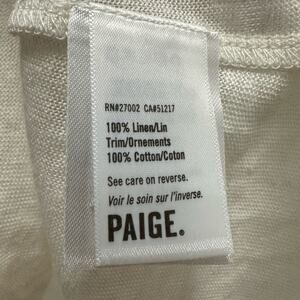 RN#27002 CA#51217
100% Linen/Lin
Trim/Ornements
100% Cotton/Coton
See care on reverse.
Voir le soin sur l'inverse.
PAIGE.